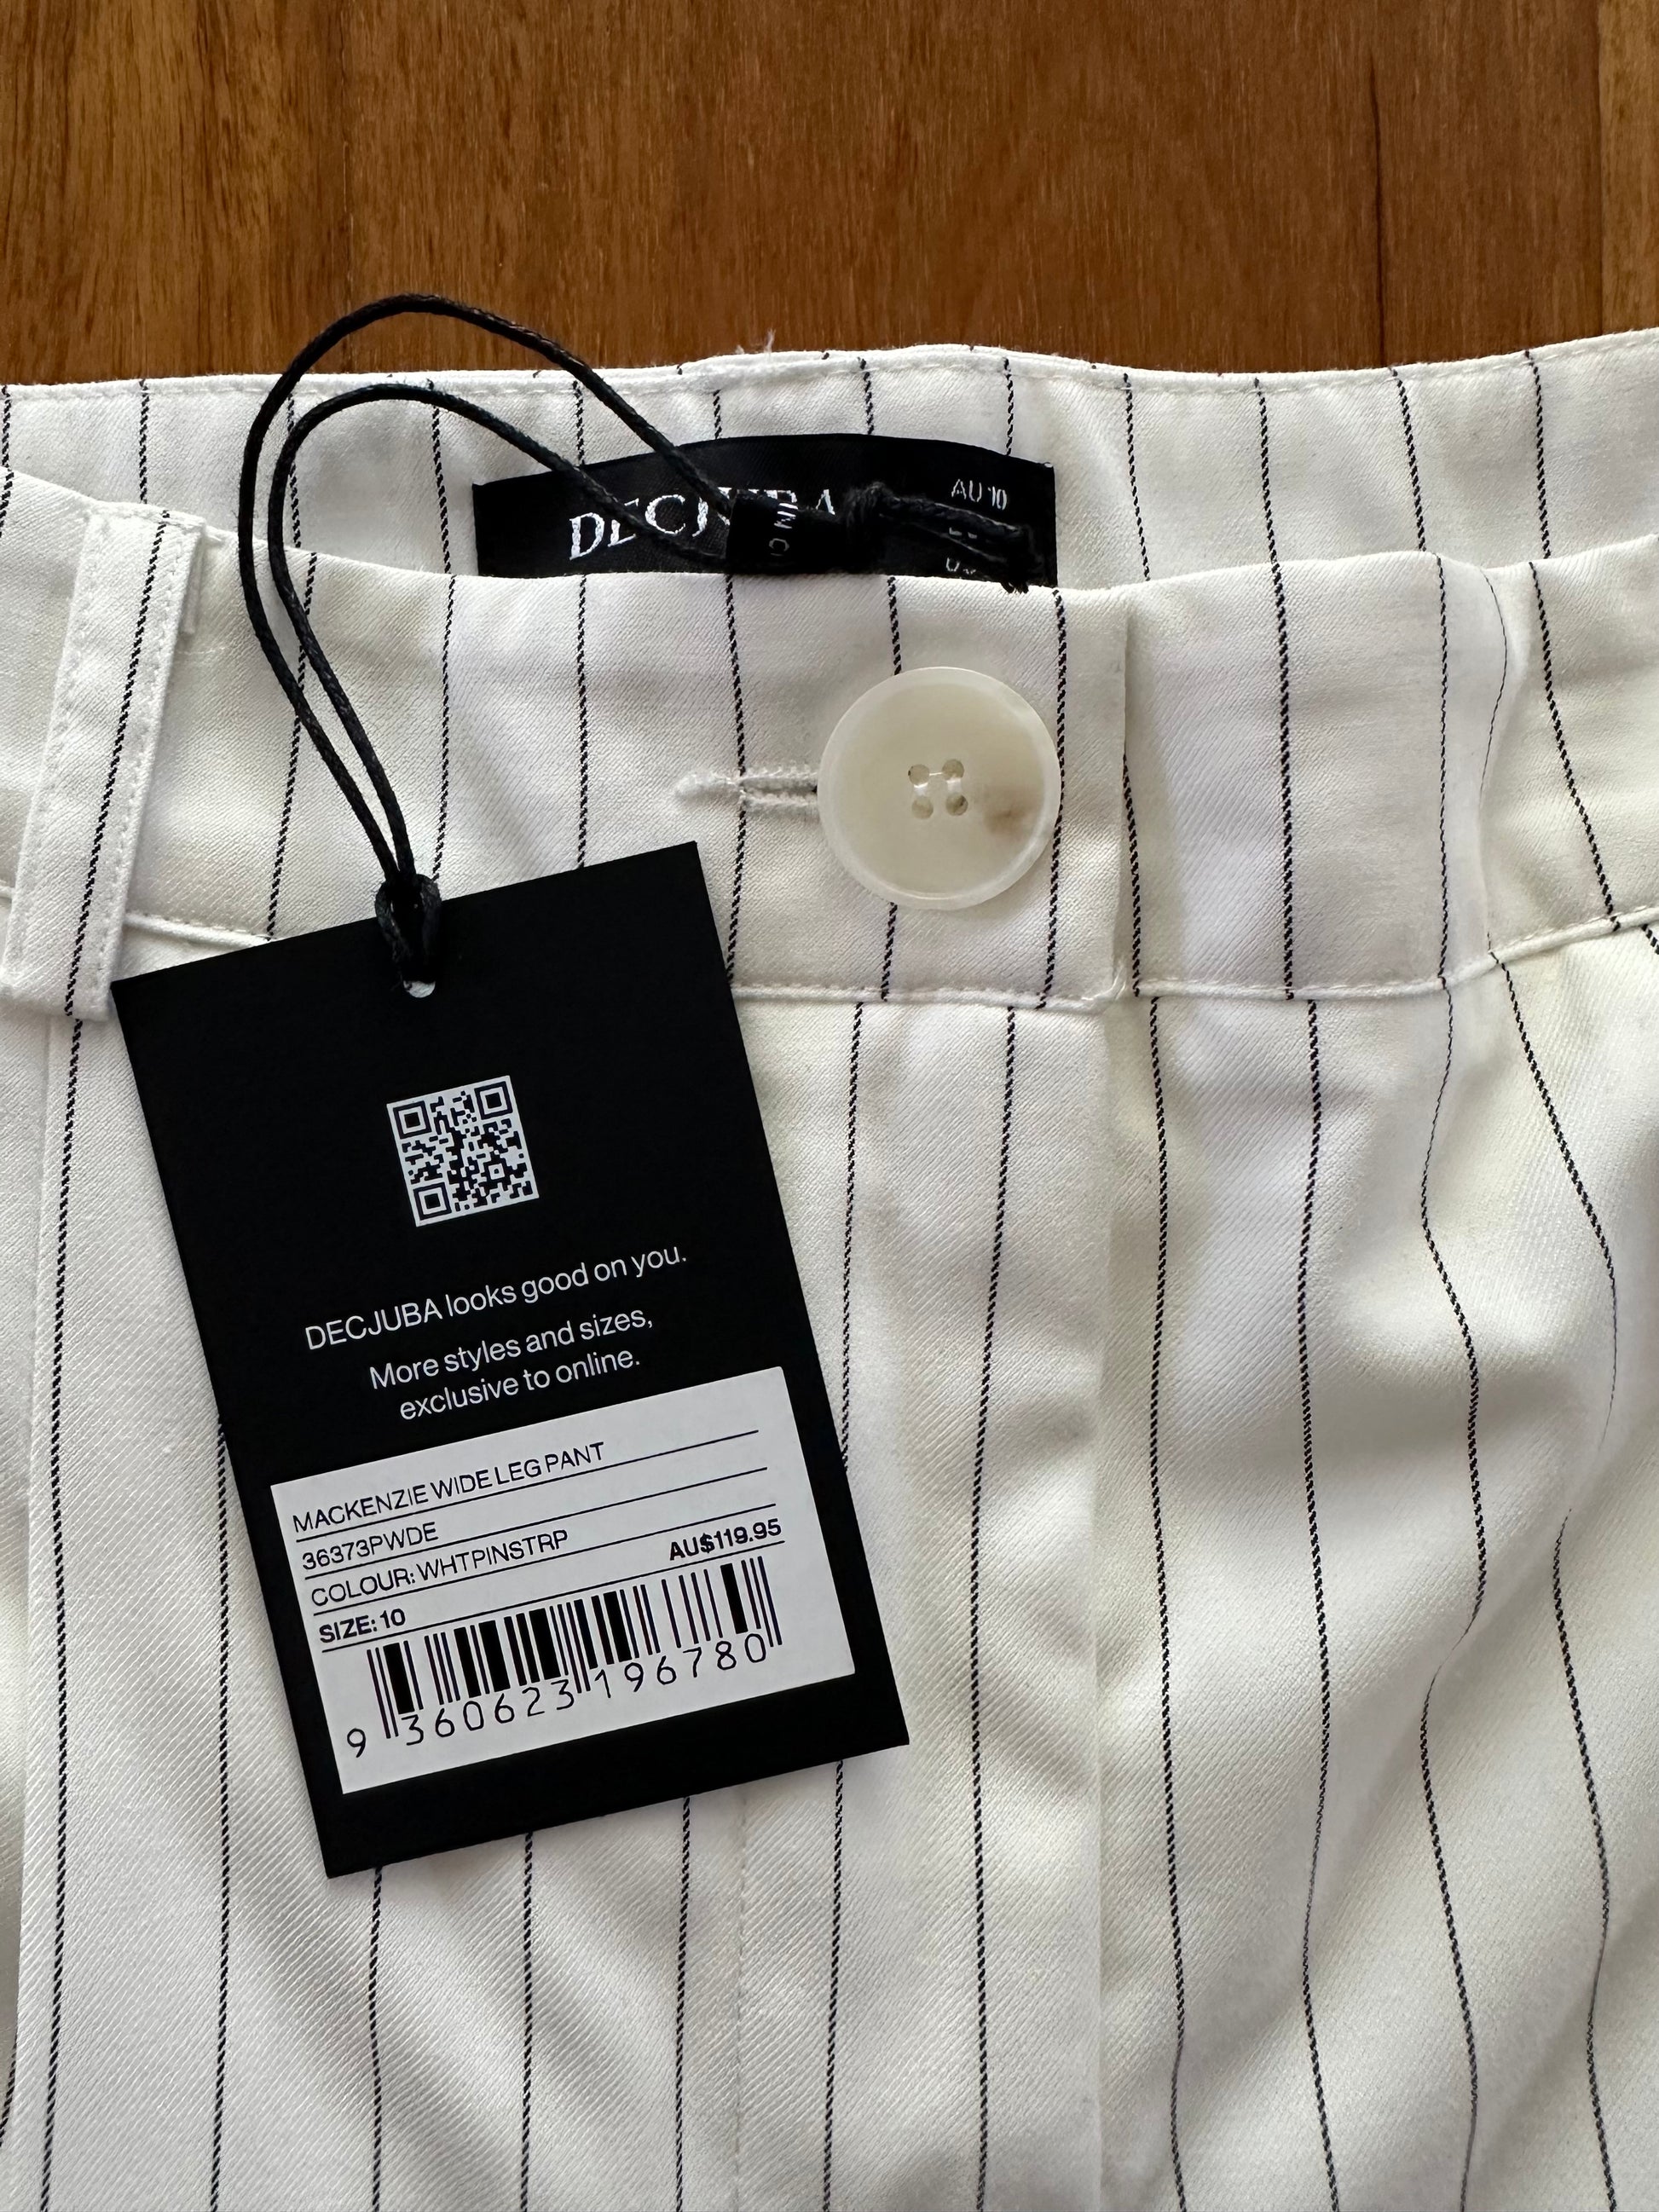 DECJUBA
AU 10
DECJUBA looks good on you.
More styles and sizes,
exclusive to online.
MACKENZIE WIDE LEG PANT
36373PWDE
COLOUR: WHTPINSTRP
AU$119.95
SIZE: 10
9 360623 196780